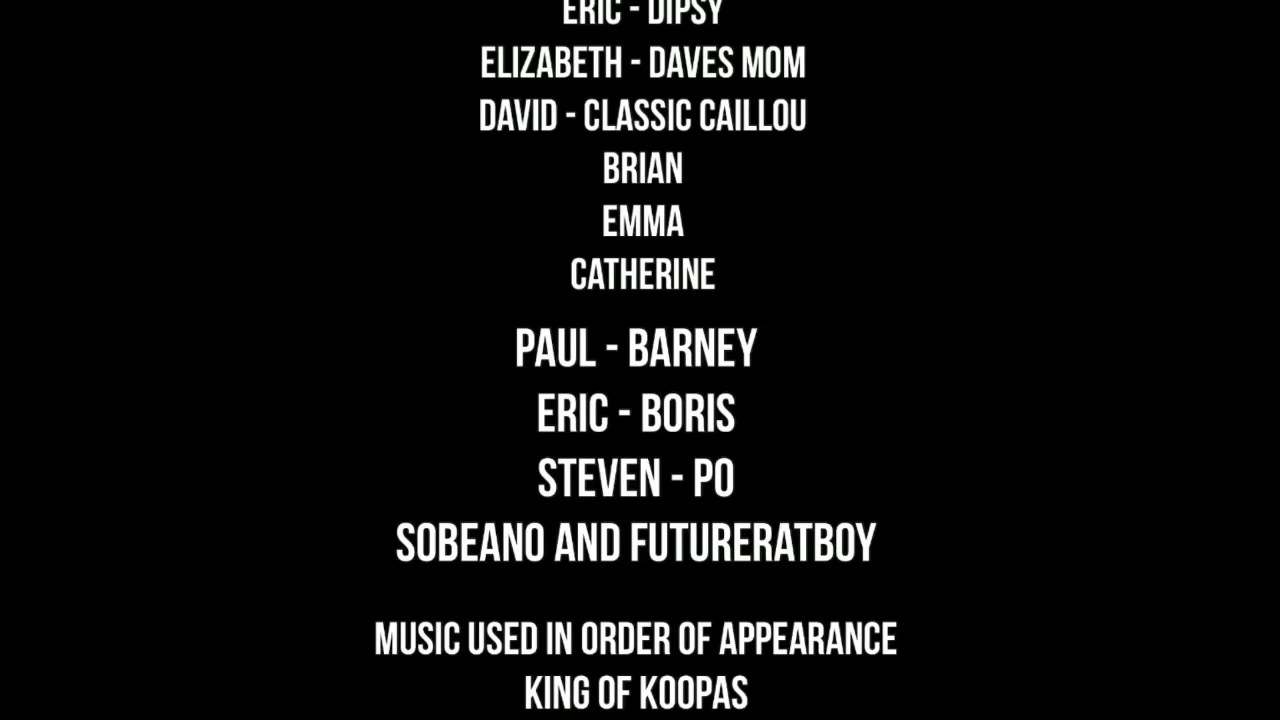 ERIC - DIPSY
ELIZABETH - DAVES MOM
DAVID - CLASSIC CAILLOU
BRIAN
EMMA
CATHERINE
PAUL - BARNEY
ERIC - BORIS
STEVEN - PO
SOBEANO AND FUTURERATBOY
MUSIC USED IN ORDER OF APPEARANCE
KING OF KOOPAS